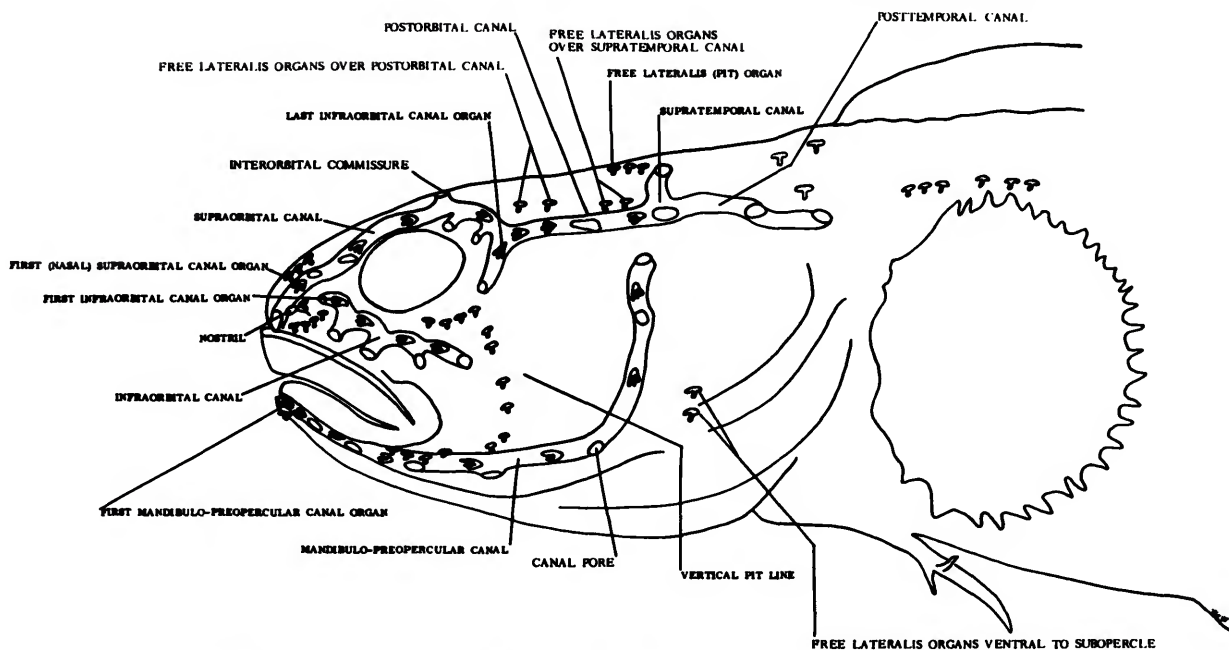 POSTORBITAL CANAL
FREE LATERALIS ORGANS
OVER SUPRATEMPORAL CANAL
POSTTEMPORAL CANAL
FREE LATERALIS ORGANS OVER POSTORBITAL CANAL
FREE LATERALIS (PIT) ORGAN
LAST INFRAORBITAL CANAL ORGAN
SUPRATEMPORAL CANAL
INTERORBITAL COMMISSURE
SUPRAORBITAL CANAL
FIRST (NASAL) SUPRAORBITAL CANAL ORGAN
FIRST INFRAORBITAL CANAL ORGAN
NOSTRIL
INFRAORBITAL CANAL
FIRST MANDIBULO-PREOPERCULAR CANAL ORGAN
MANDIBULO-PREOPERCULAR CANAL
CANAL PORE
VERTICAL PIT LINE
FREE LATERALIS ORGANS VENTRAL TO SUBOPERCLE